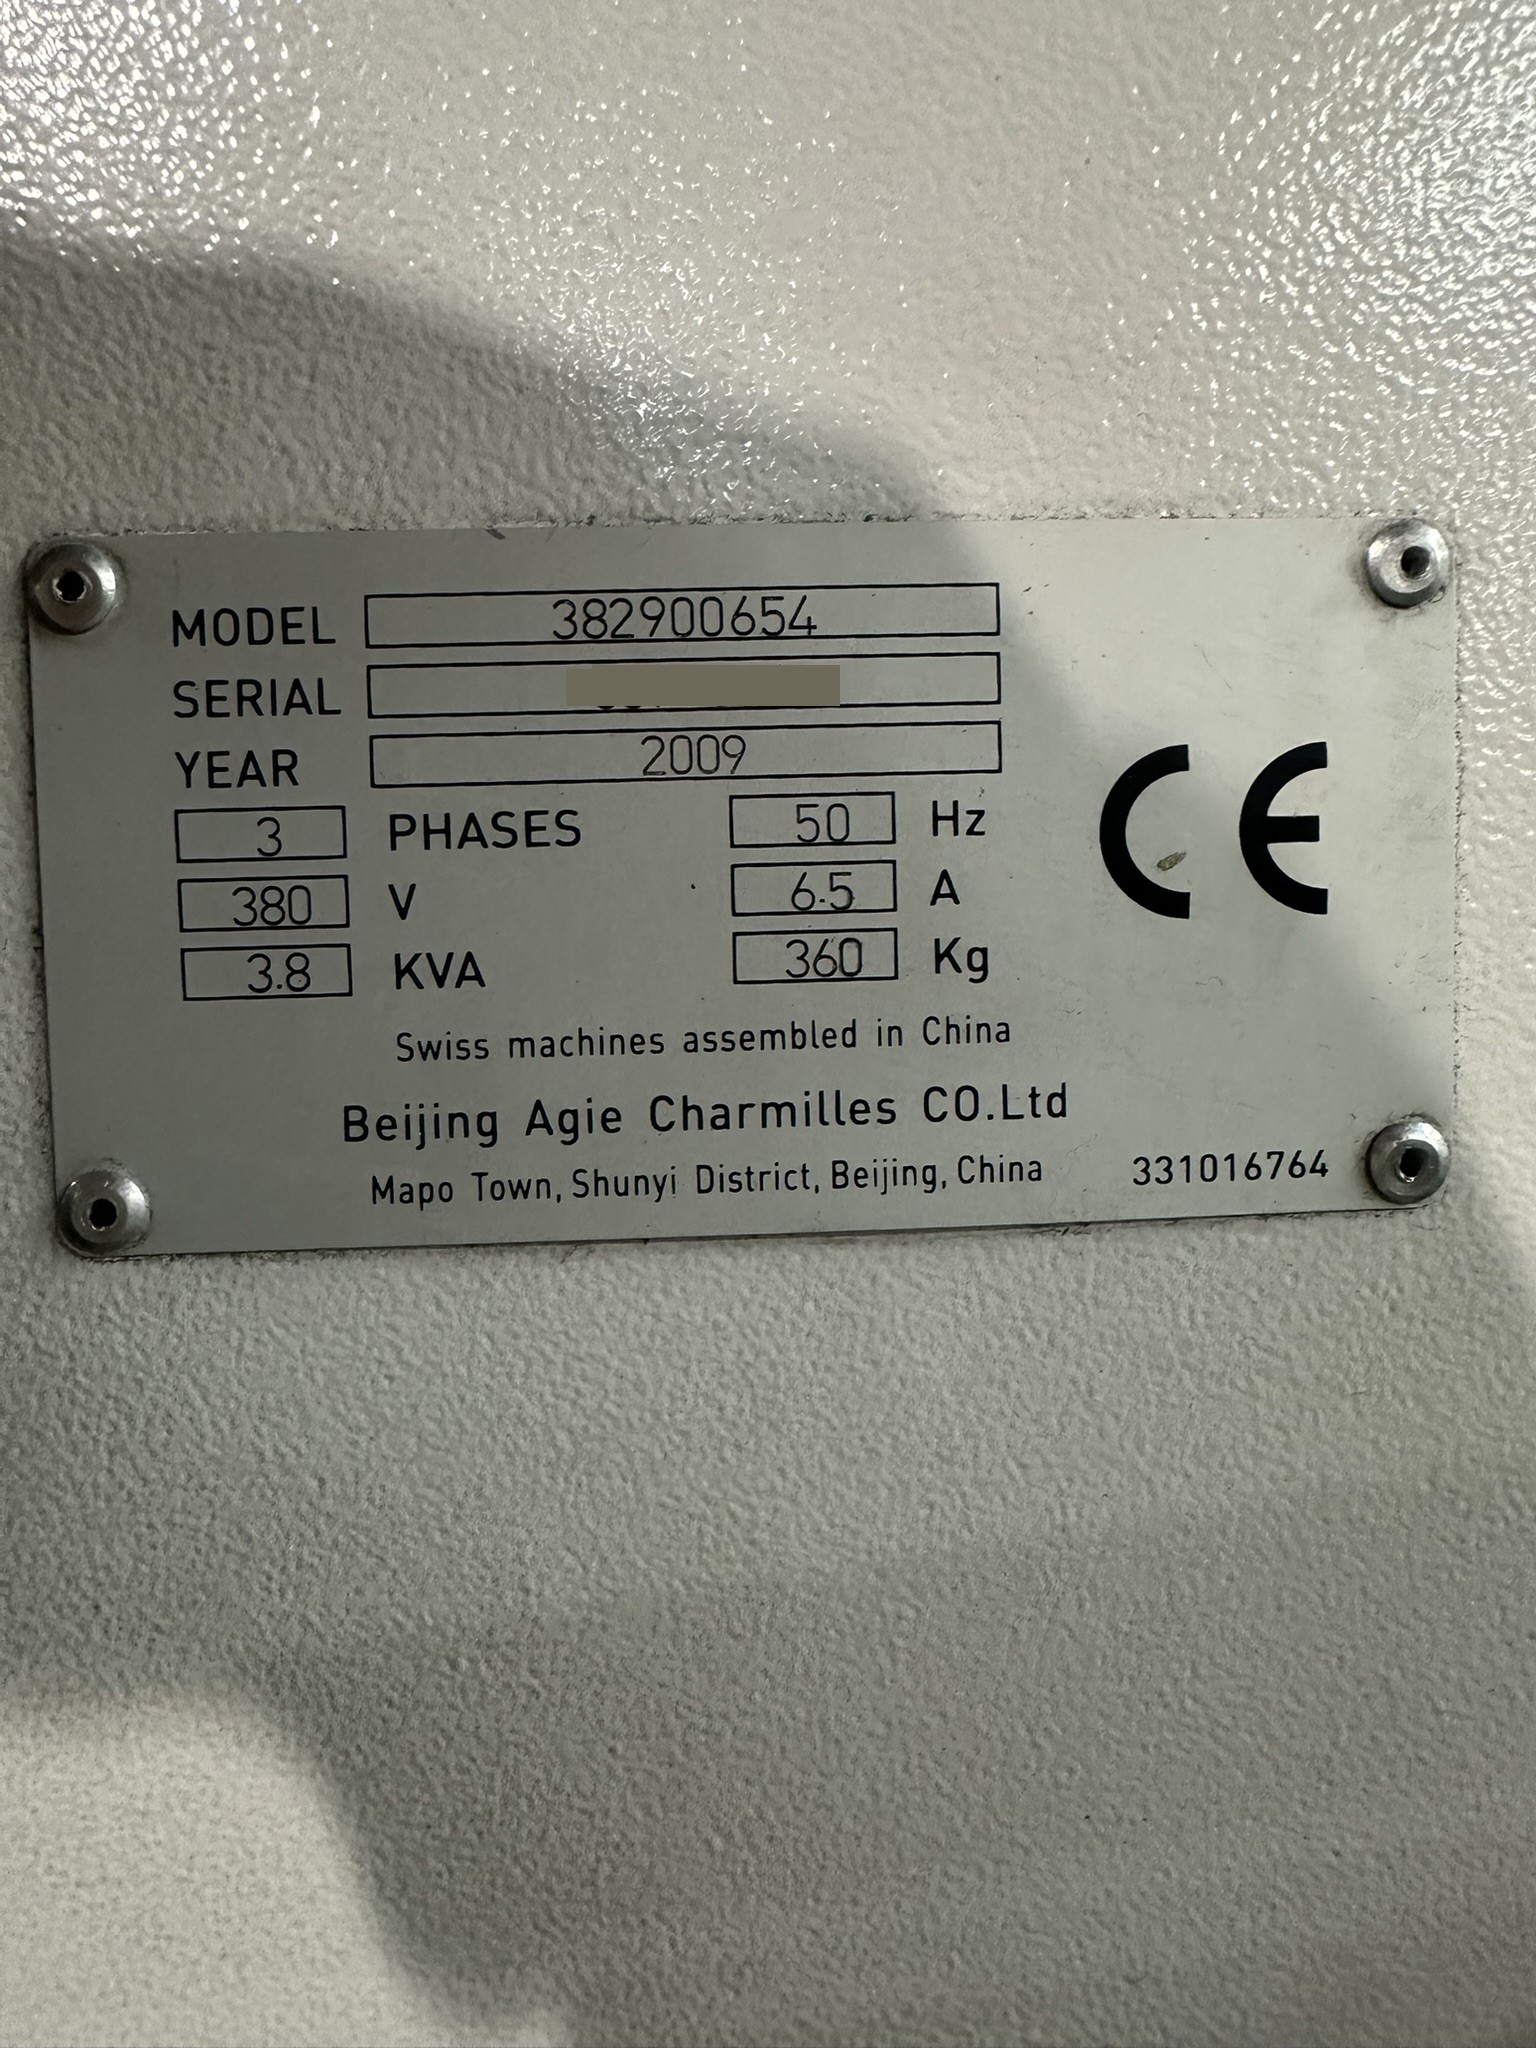 MODEL 382900654
SERIAL
YEAR 2009
3 PHASES 50 Hz
380 V 6.5 A
3.8 KVA 360 Kg
CE
Swiss machines assembled in China
Beijing Agie Charmilles CO.Ltd
Mapo Town, Shunyi District, Beijing, China 331016764